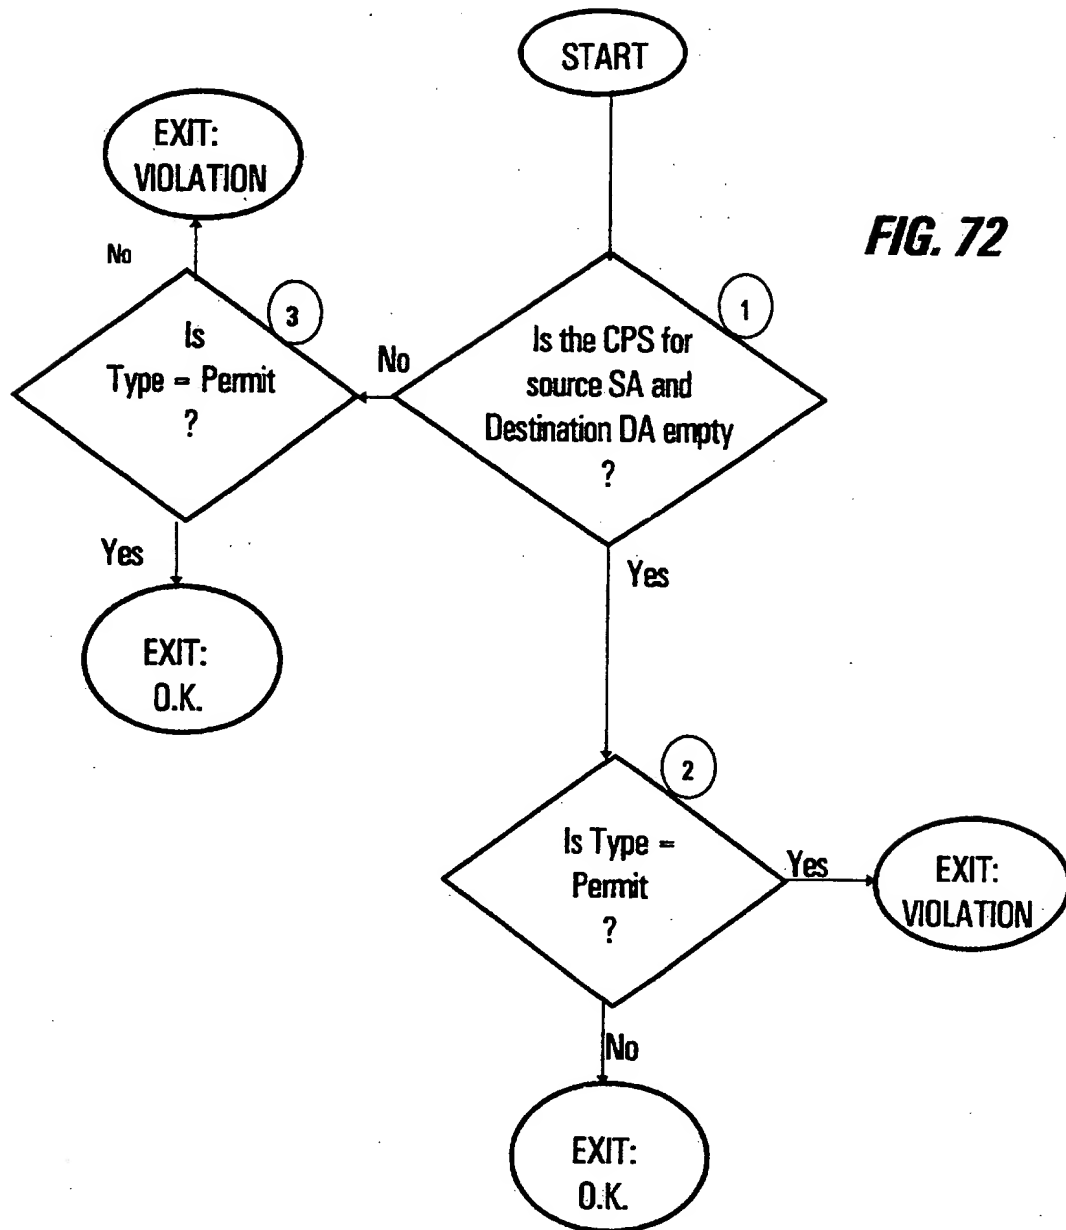 START
EXIT:
VIOLATION
FIG. 72
No
3
Is
Type = Permit
?
No
1
Is the CPS for
source SA and
Destination DA empty
?
Yes
EXIT:
O.K.
Yes
2
Is Type =
Permit
?
Yes
EXIT:
VIOLATION
No
EXIT:
O.K.